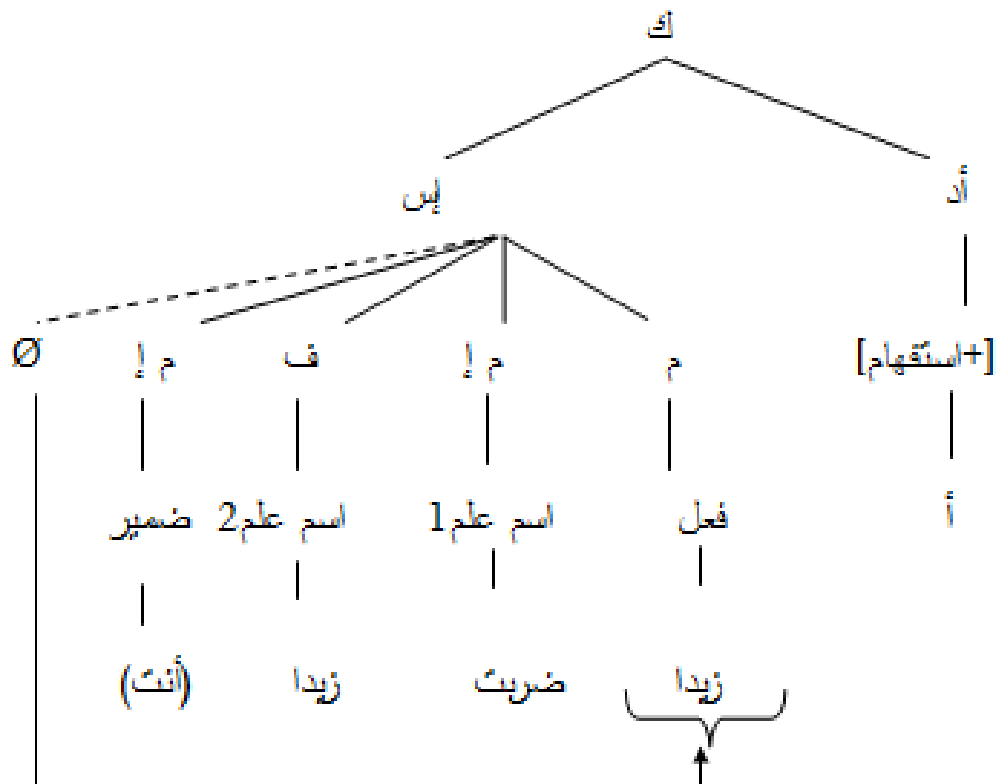 ك
أد إس
[+استفهام] م م إ ف م إ Ø
أ فعل اسم علم1 اسم علم2 ضمير
زيدا ضربت زيدا (أنت)